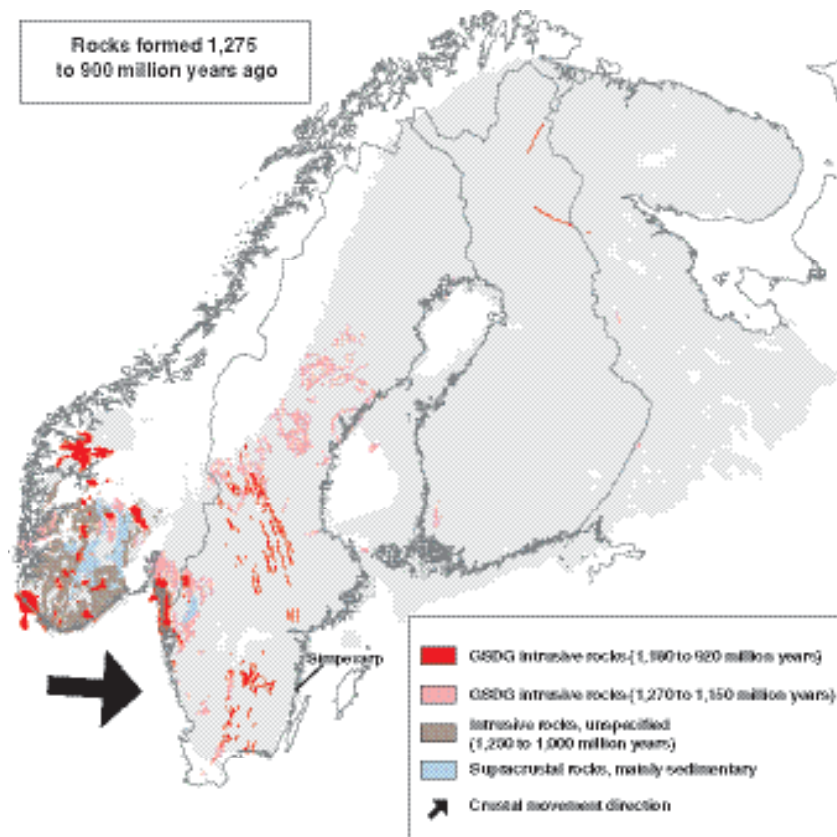 Rocks formed 1,275
to 900 million years ago
Simpevarp
GSDG intrusive rocks (1,180 to 920 million years)
GSDG intrusive rocks (1,270 to 1,150 million years)
Intrusive rocks, unspecified
(1,250 to 1,000 million years)
Supracrustal rocks, mainly sedimentary
Crustal movement direction